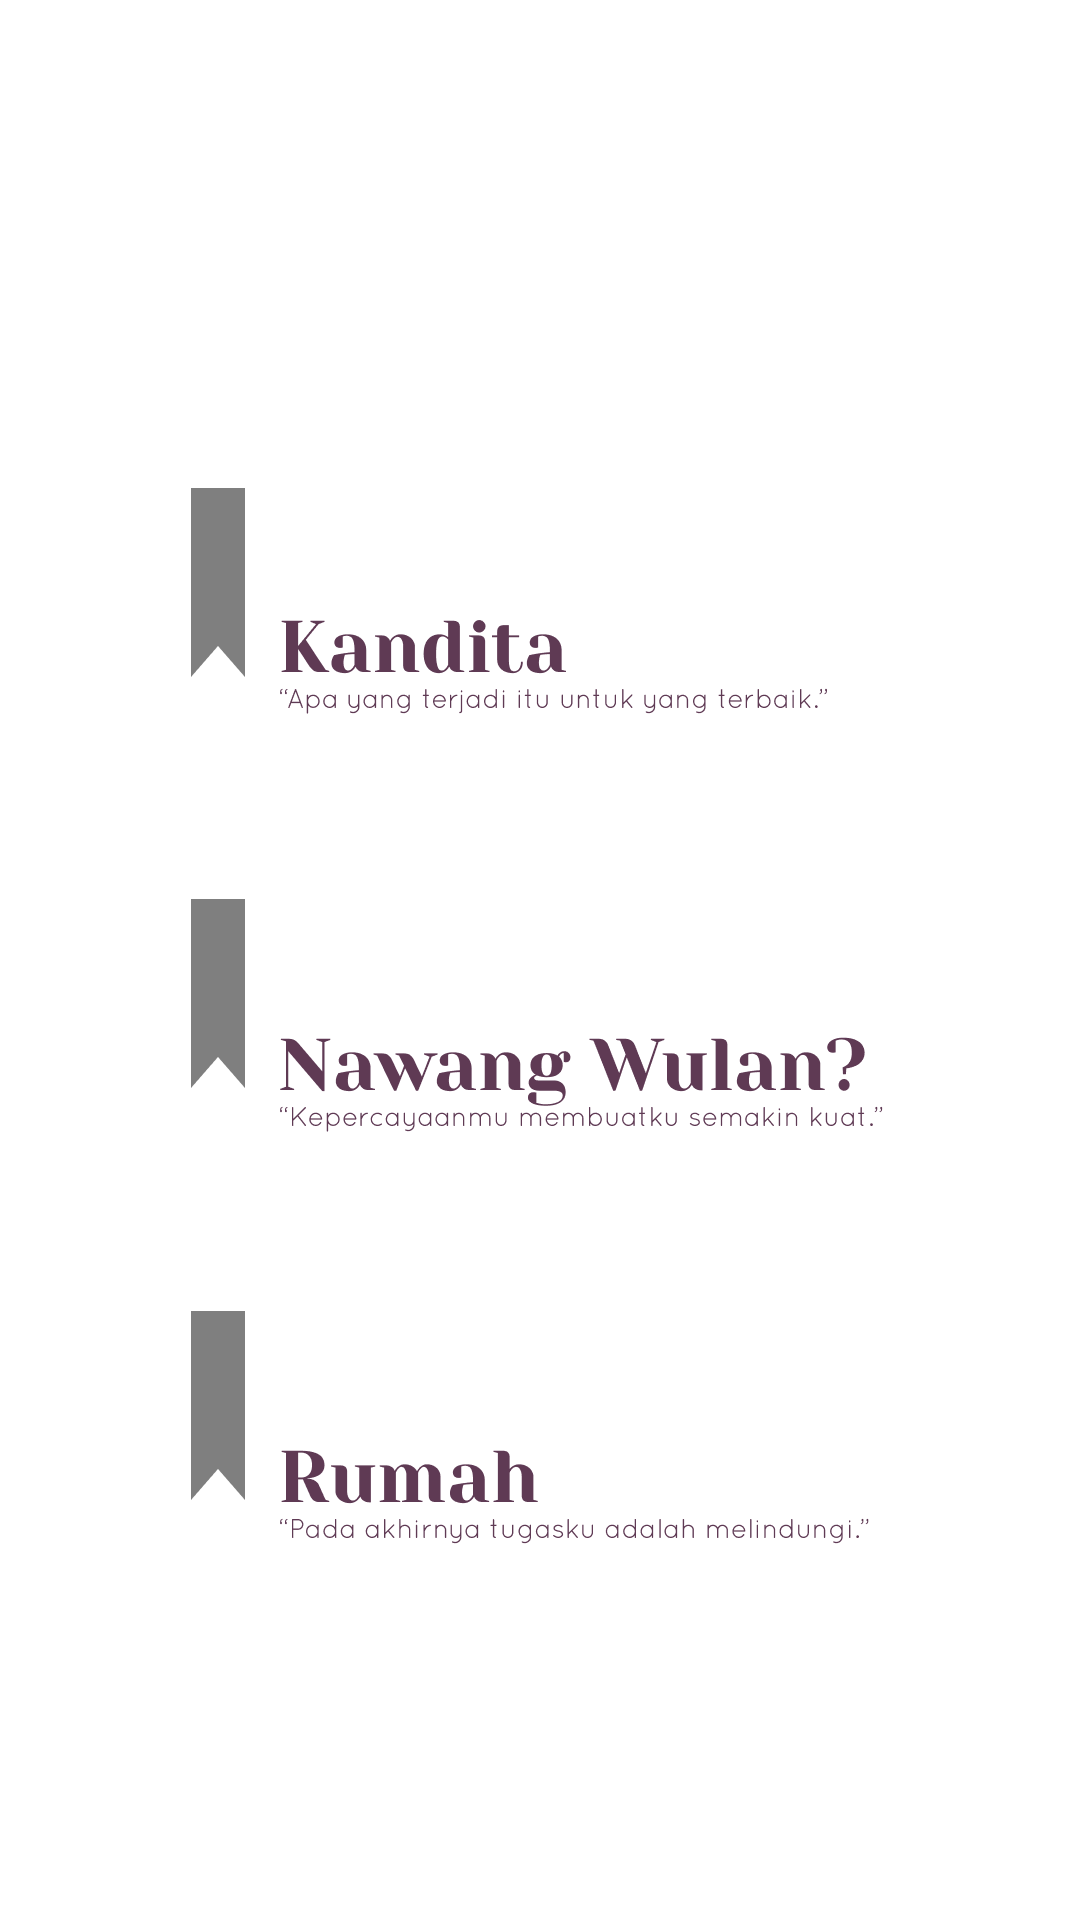 Kandita
“Apa yang terjadi itu untuk yang terbaik.”
Nawang Wulan?
“Kepercayaanmu membuatku semakin kuat.”
Rumah
“Pada akhirnya tugasku adalah melindungi.”